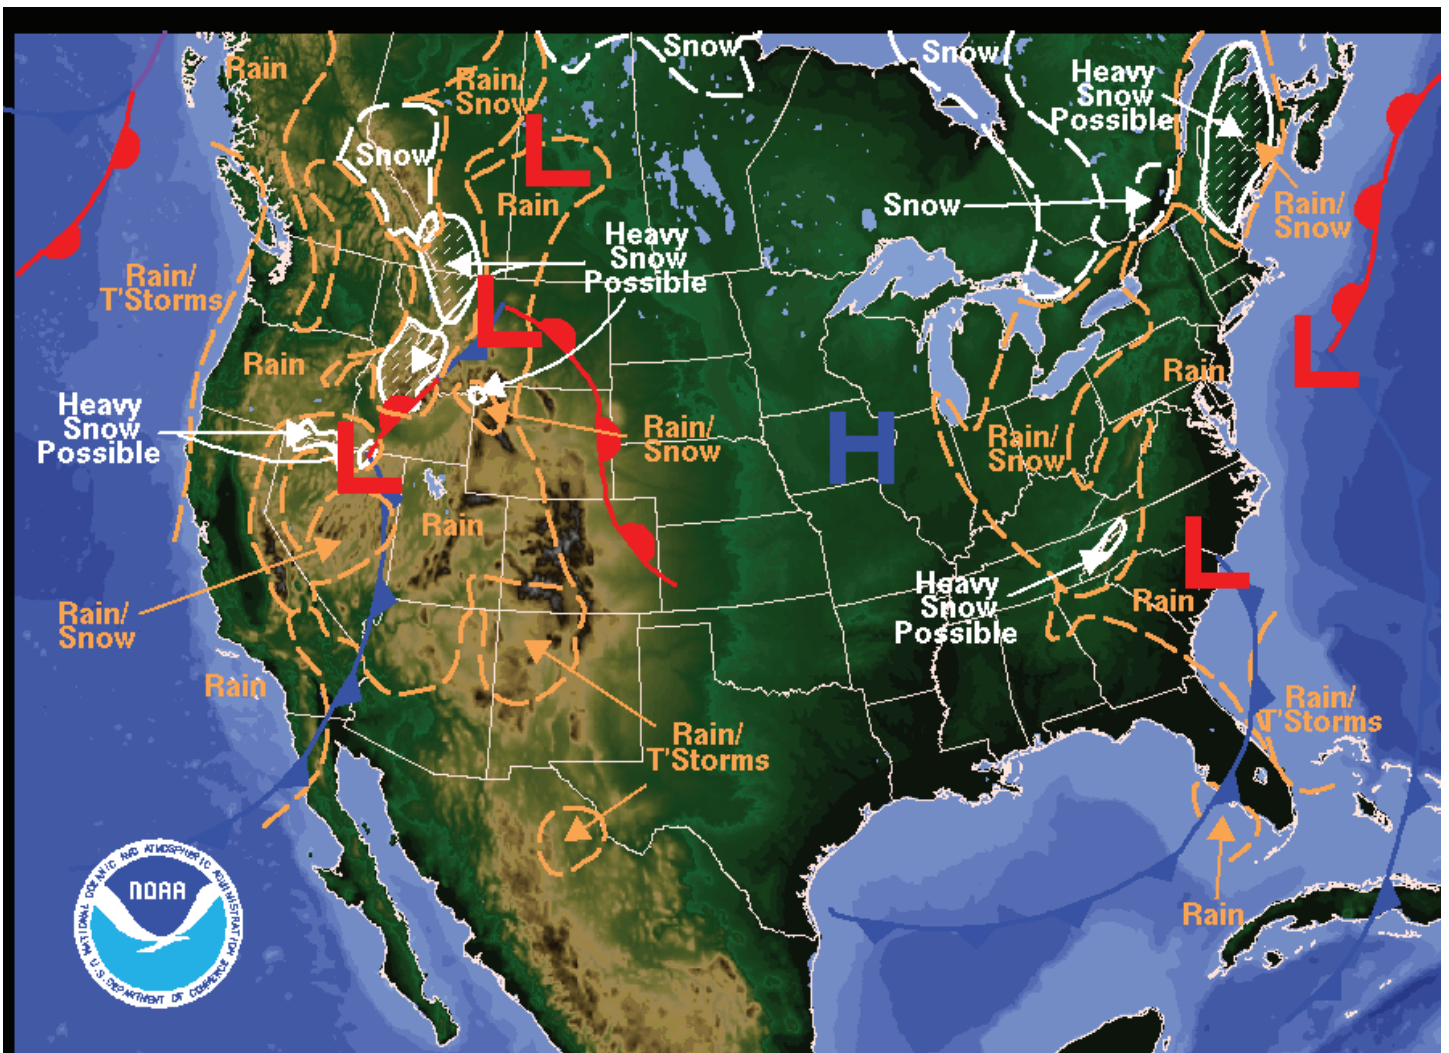 Snow
Snow
Rain
Rain/
Snow
Heavy
Snow
Possible
Snow
Rain
Snow
Rain/
Snow
Heavy
Snow
Possible
Rain/
T'Storms
L
L
L
Rain
Rain
Heavy
Snow
Possible
L
H
Rain/
Snow
Rain/
Snow
Rain
L
Heavy
Snow
Possible
Rain
Rain/
Snow
Rain
Rain/
T'Storms
Rain/
T'Storms
Rain
NATIONAL OCEANIC AND ATMOSPHERIC ADMINISTRATION
NOAA
U.S. DEPARTMENT OF COMMERCE